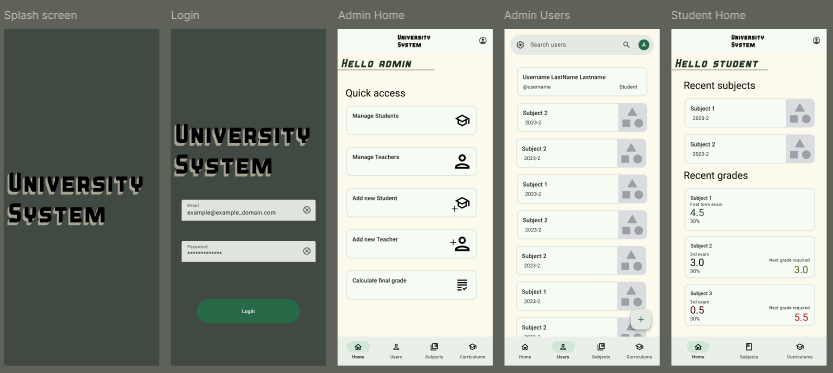 Splash screen
University
System
Login
University
System
Email
example@example_domain.com
Password
*************
Login
Admin Home
University
System
Hello admin
Quick access
Manage Students
Manage Teachers
Add new Student
Add new Teacher
Calculate final grade
Home
Users
Subjects
Curriculums
Admin Users
Search users
A
Username LastName Lastname
@username
Student
Subject 2
2023-2
Subject 2
2023-2
Subject 1
2023-2
Subject 2
2023-2
Subject 2
2023-2
Subject 1
2023-2
Subject 2
+
Home
Users
Subjects
Curriculums
Student Home
University
System
Hello student
Recent subjects
Subject 1
2023-2
Subject 2
2023-2
Recent grades
Subject 1
First term exam
4.5
30%
Subject 2
3rd exam
3.0
30%
Next grade required
3.0
Subject 3
3rd exam
0.5
30%
Next grade required
5.5
Home
Subjects
Curriculums